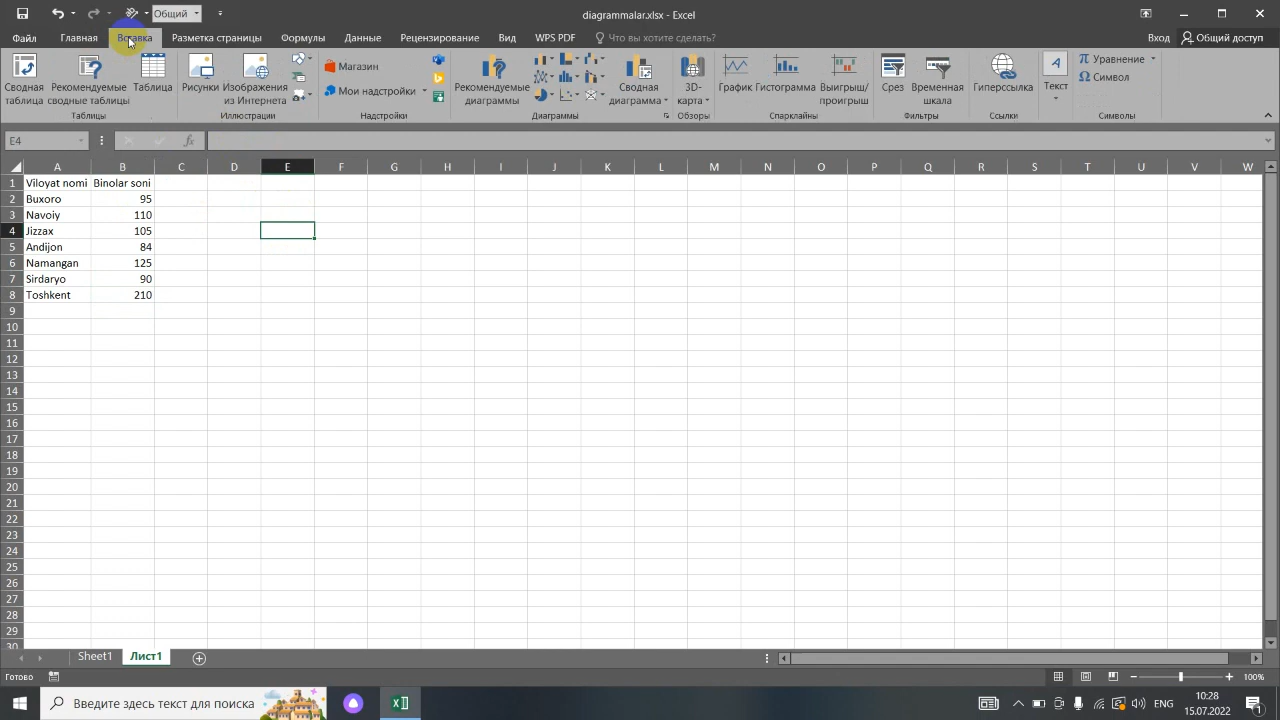 Общий
diagrammalar.xlsx - Excel
Файл Главная Вставка Разметка страницы Формулы Данные Рецензирование Вид WPS PDF Что вы хотите сделать? Вход Общий доступ
Сводная таблица
Рекомендуемые сводные таблицы
Таблица
Таблицы
Рисунки
Изображения из Интернета
Иллюстрации
Магазин
Мои надстройки
Надстройки
Рекомендуемые диаграммы
Сводная диаграмма
Диаграммы
3D-карта
Обзоры
График
Гистограмма
Выигрыш/проигрыш
Спарклайны
Срез
Временная шкала
Фильтры
Гиперссылка
Ссылки
Текст
Уравнение
Символ
Символы
E4 fx
A B C D E F G H I J K L M N O P Q R S T U V W
1 Viloyat nomi Binolar soni
2 Buxoro 95
3 Navoiy 110
4 Jizzax 105
5 Andijon 84
6 Namangan 125
7 Sirdaryo 90
8 Toshkent 210
9
10
11
12
13
14
15
16
17
18
19
20
21
22
23
24
25
26
27
28
29
30
Sheet1 Лист1
Готово 100%
Введите здесь текст для поиска
ENG
10:28
15.07.2022
1